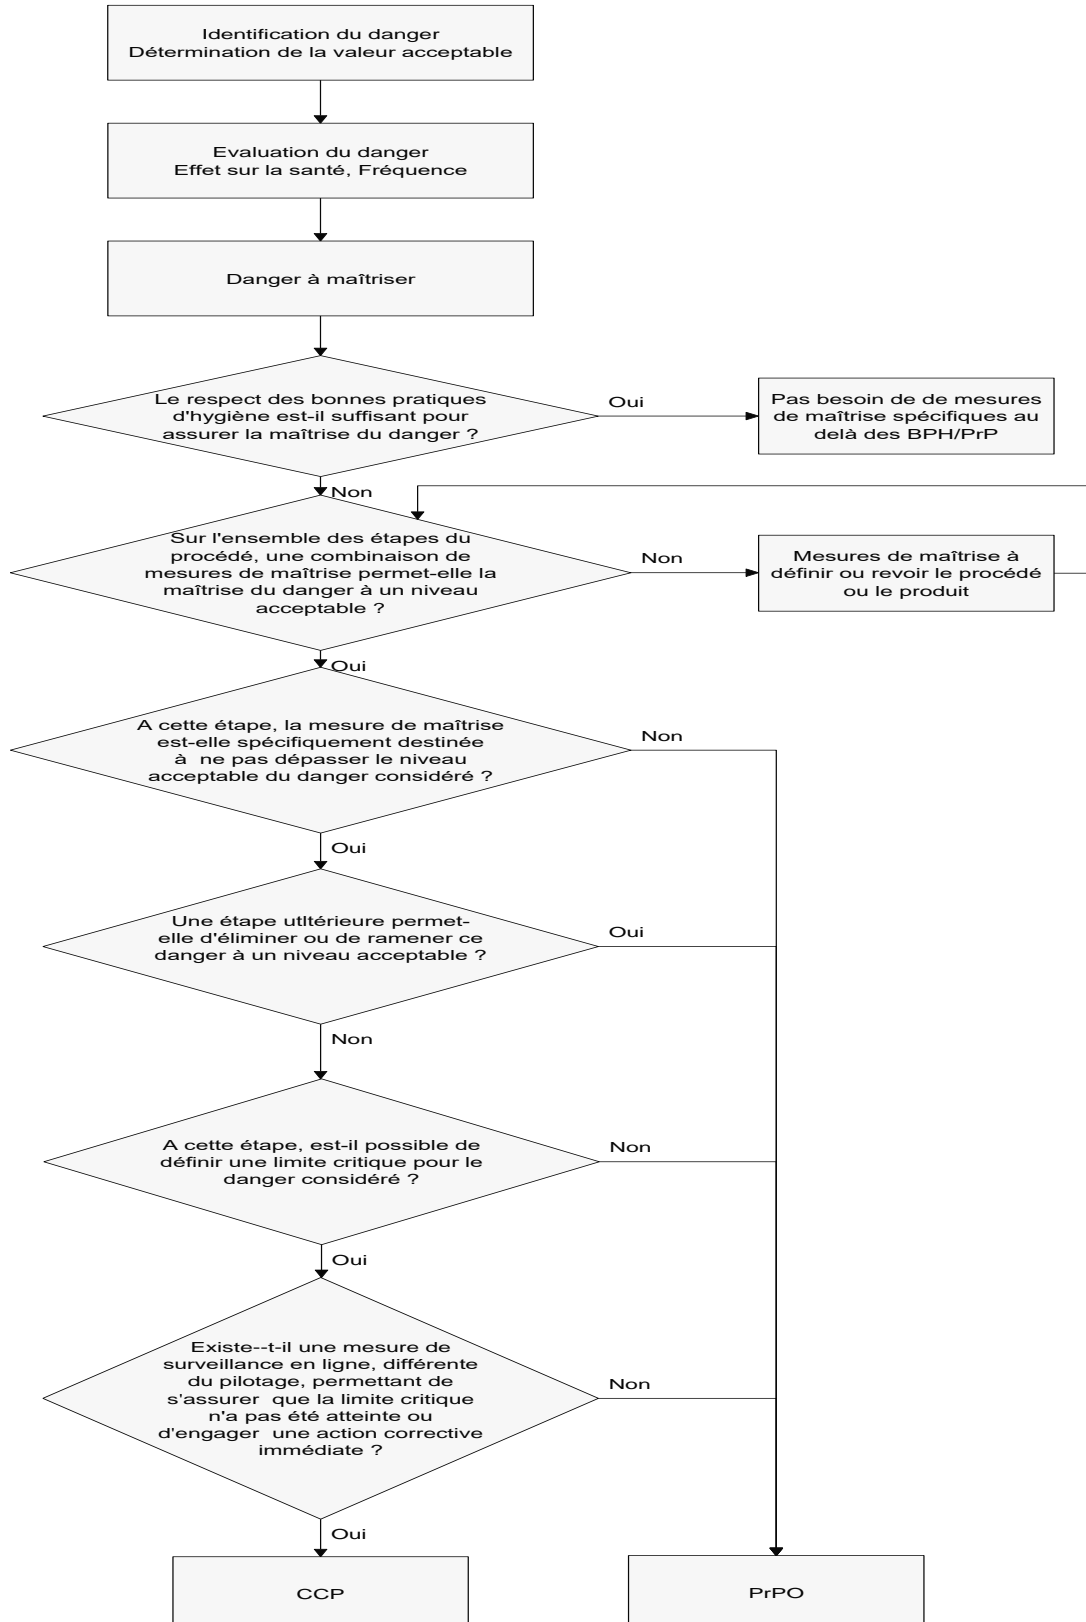 Identification du danger
Détermination de la valeur acceptable
Evaluation du danger
Effet sur la santé, Fréquence
Danger à maîtriser
Le respect des bonnes pratiques
d'hygiène est-il suffisant pour
assurer la maîtrise du danger ?
Oui
Pas besoin de de mesures
de maîtrise spécifiques au
delà des BPH/PrP
Non
Sur l'ensemble des étapes du
procédé, une combinaison de
mesures de maîtrise permet-elle la
maîtrise du danger à un niveau
acceptable ?
Non
Mesures de maîtrise à
définir ou revoir le procédé
ou le produit
Oui
A cette étape, la mesure de maîtrise
est-elle spécifiquement destinée
à  ne pas dépasser le niveau
acceptable du danger considéré ?
Non
Oui
Une étape utltérieure permet-
elle d'éliminer ou de ramener ce
danger à un niveau acceptable ?
Oui
Non
A cette étape, est-il possible de
définir une limite critique pour le
danger considéré ?
Non
Oui
Existe--t-il une mesure de
surveillance en ligne, différente
du pilotage, permettant de
s'assurer  que la limite critique
n'a pas été atteinte ou
d'engager  une action corrective
immédiate ?
Non
Oui
CCP
PrPO